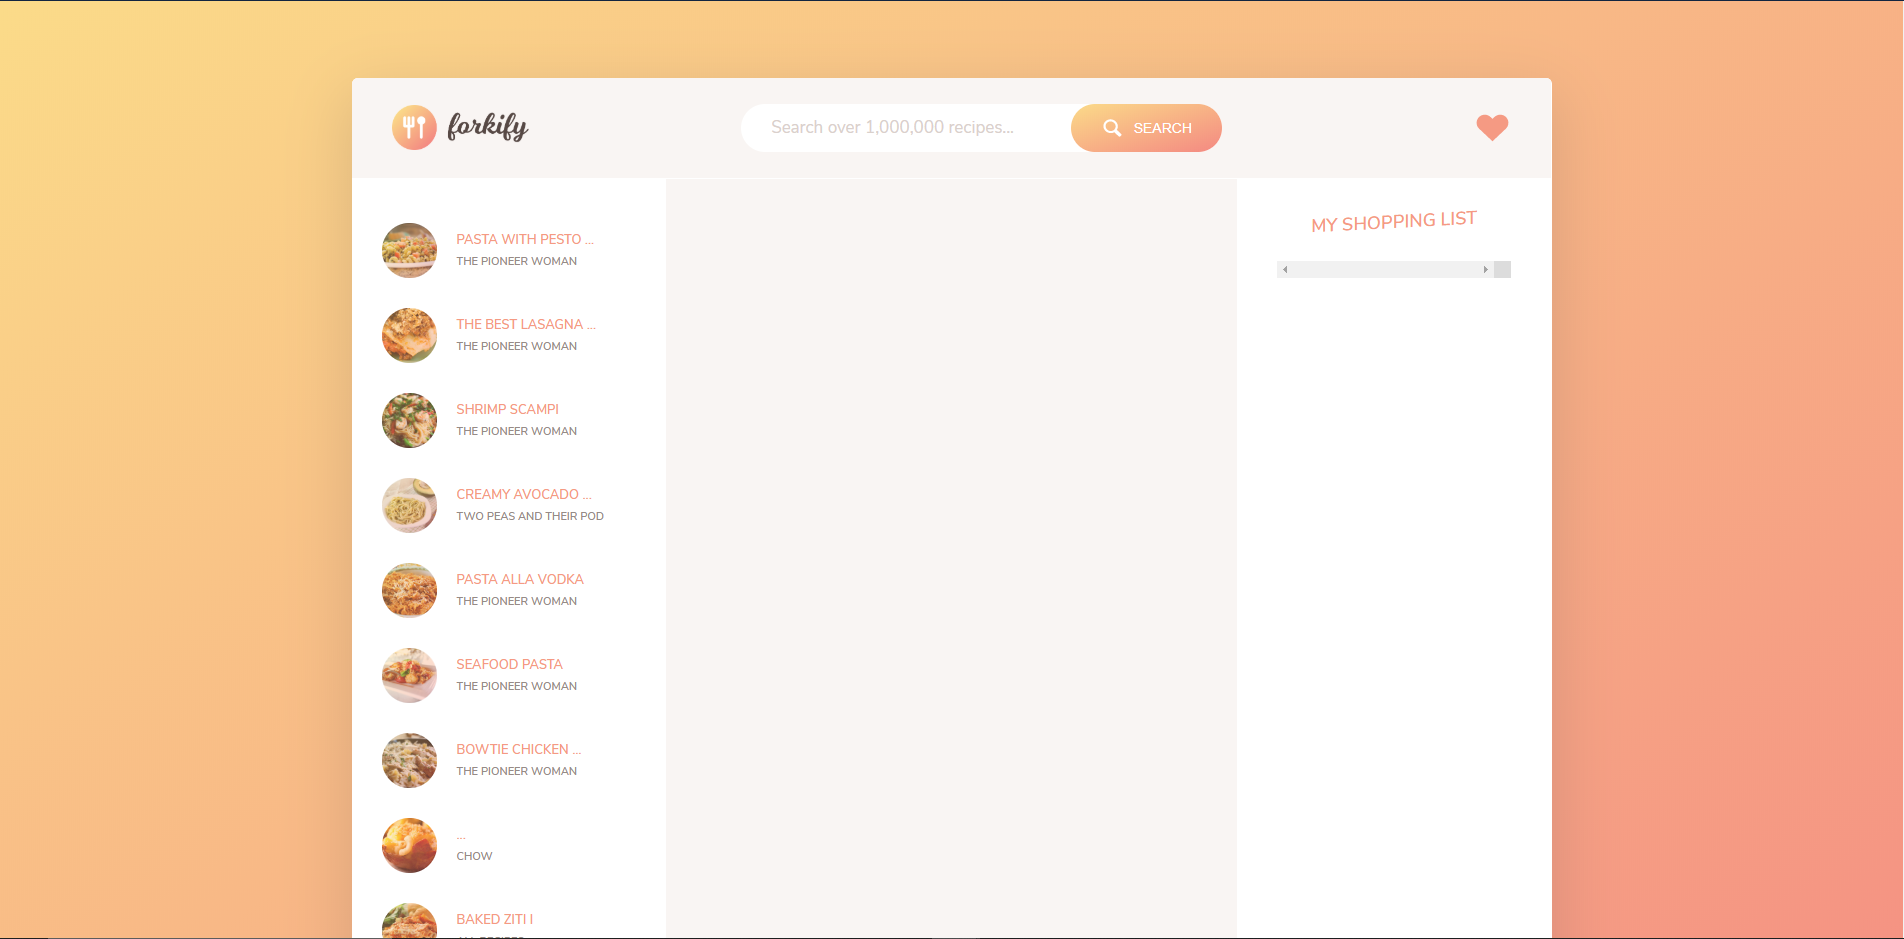 forkify
Search over 1,000,000 recipes...
SEARCH
PASTA WITH PESTO ...
THE PIONEER WOMAN
THE BEST LASAGNA ...
THE PIONEER WOMAN
SHRIMP SCAMPI
THE PIONEER WOMAN
CREAMY AVOCADO ...
TWO PEAS AND THEIR POD
PASTA ALLA VODKA
THE PIONEER WOMAN
SEAFOOD PASTA
THE PIONEER WOMAN
BOWTIE CHICKEN ...
THE PIONEER WOMAN
...
CHOW
BAKED ZITI I
MY SHOPPING LIST